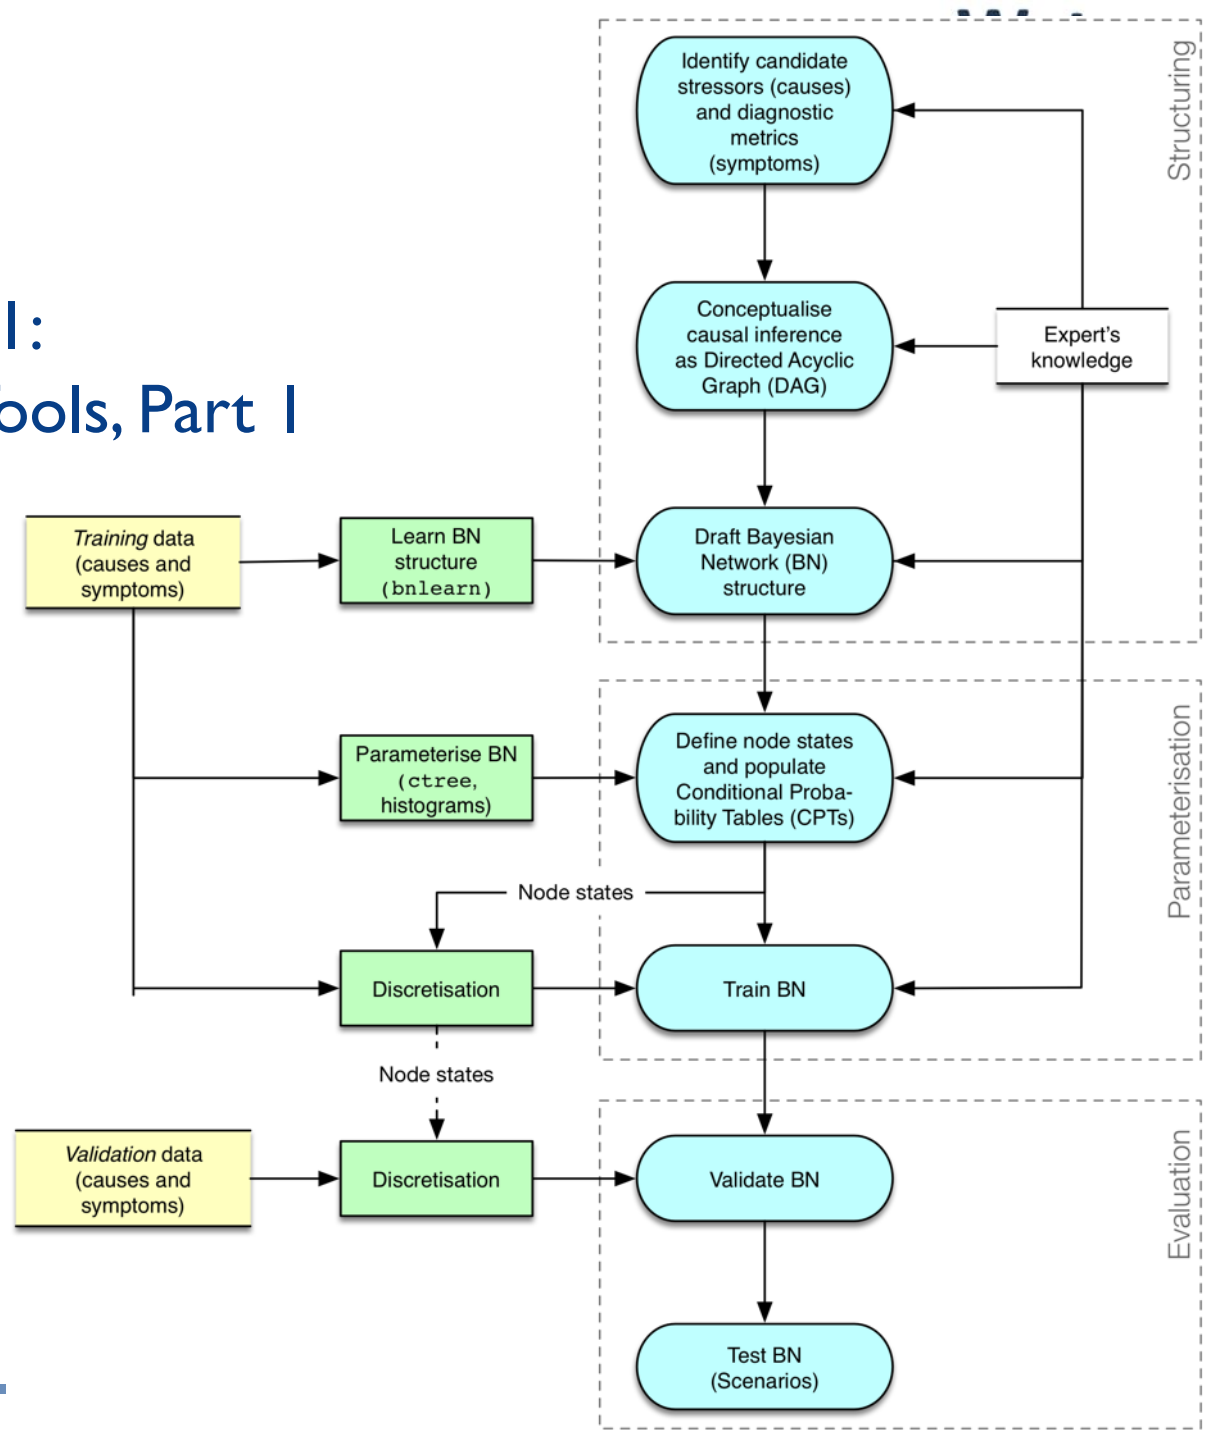 Identify candidate
stressors (causes)
and diagnostic
metrics
(symptoms)
Structuring
Conceptualise
causal inference
as Directed Acyclic
Graph (DAG)
Expert's
knowledge
1:
ools, Part 1
Training data
(causes and
symptoms)
Learn BN
structure
(bnlearn)
Draft Bayesian
Network (BN)
structure
Parameterise BN
(ctree,
histograms)
Define node states
and populate
Conditional Proba-
bility Tables (CPTs)
Parameterisation
Node states
Discretisation
Train BN
Node states
Validation data
(causes and
symptoms)
Discretisation
Validate BN
Evaluation
Test BN
(Scenarios)